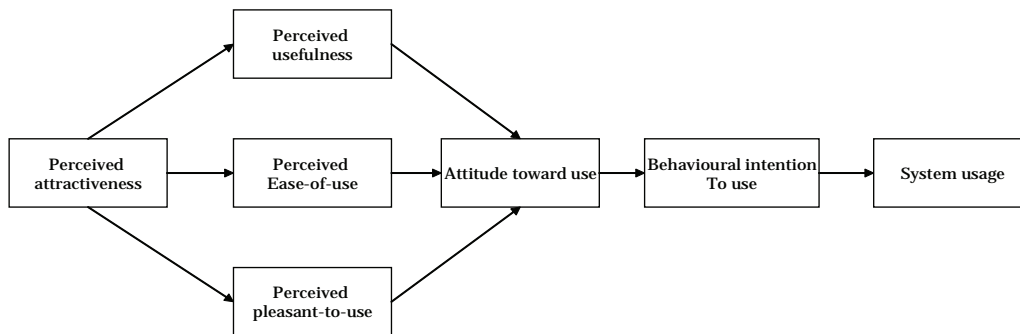 Perceived
usefulness
Perceived
attractiveness
Perceived
Ease-of-use
Attitude toward use
Behavioural intention
To use
System usage
Perceived
pleasant-to-use